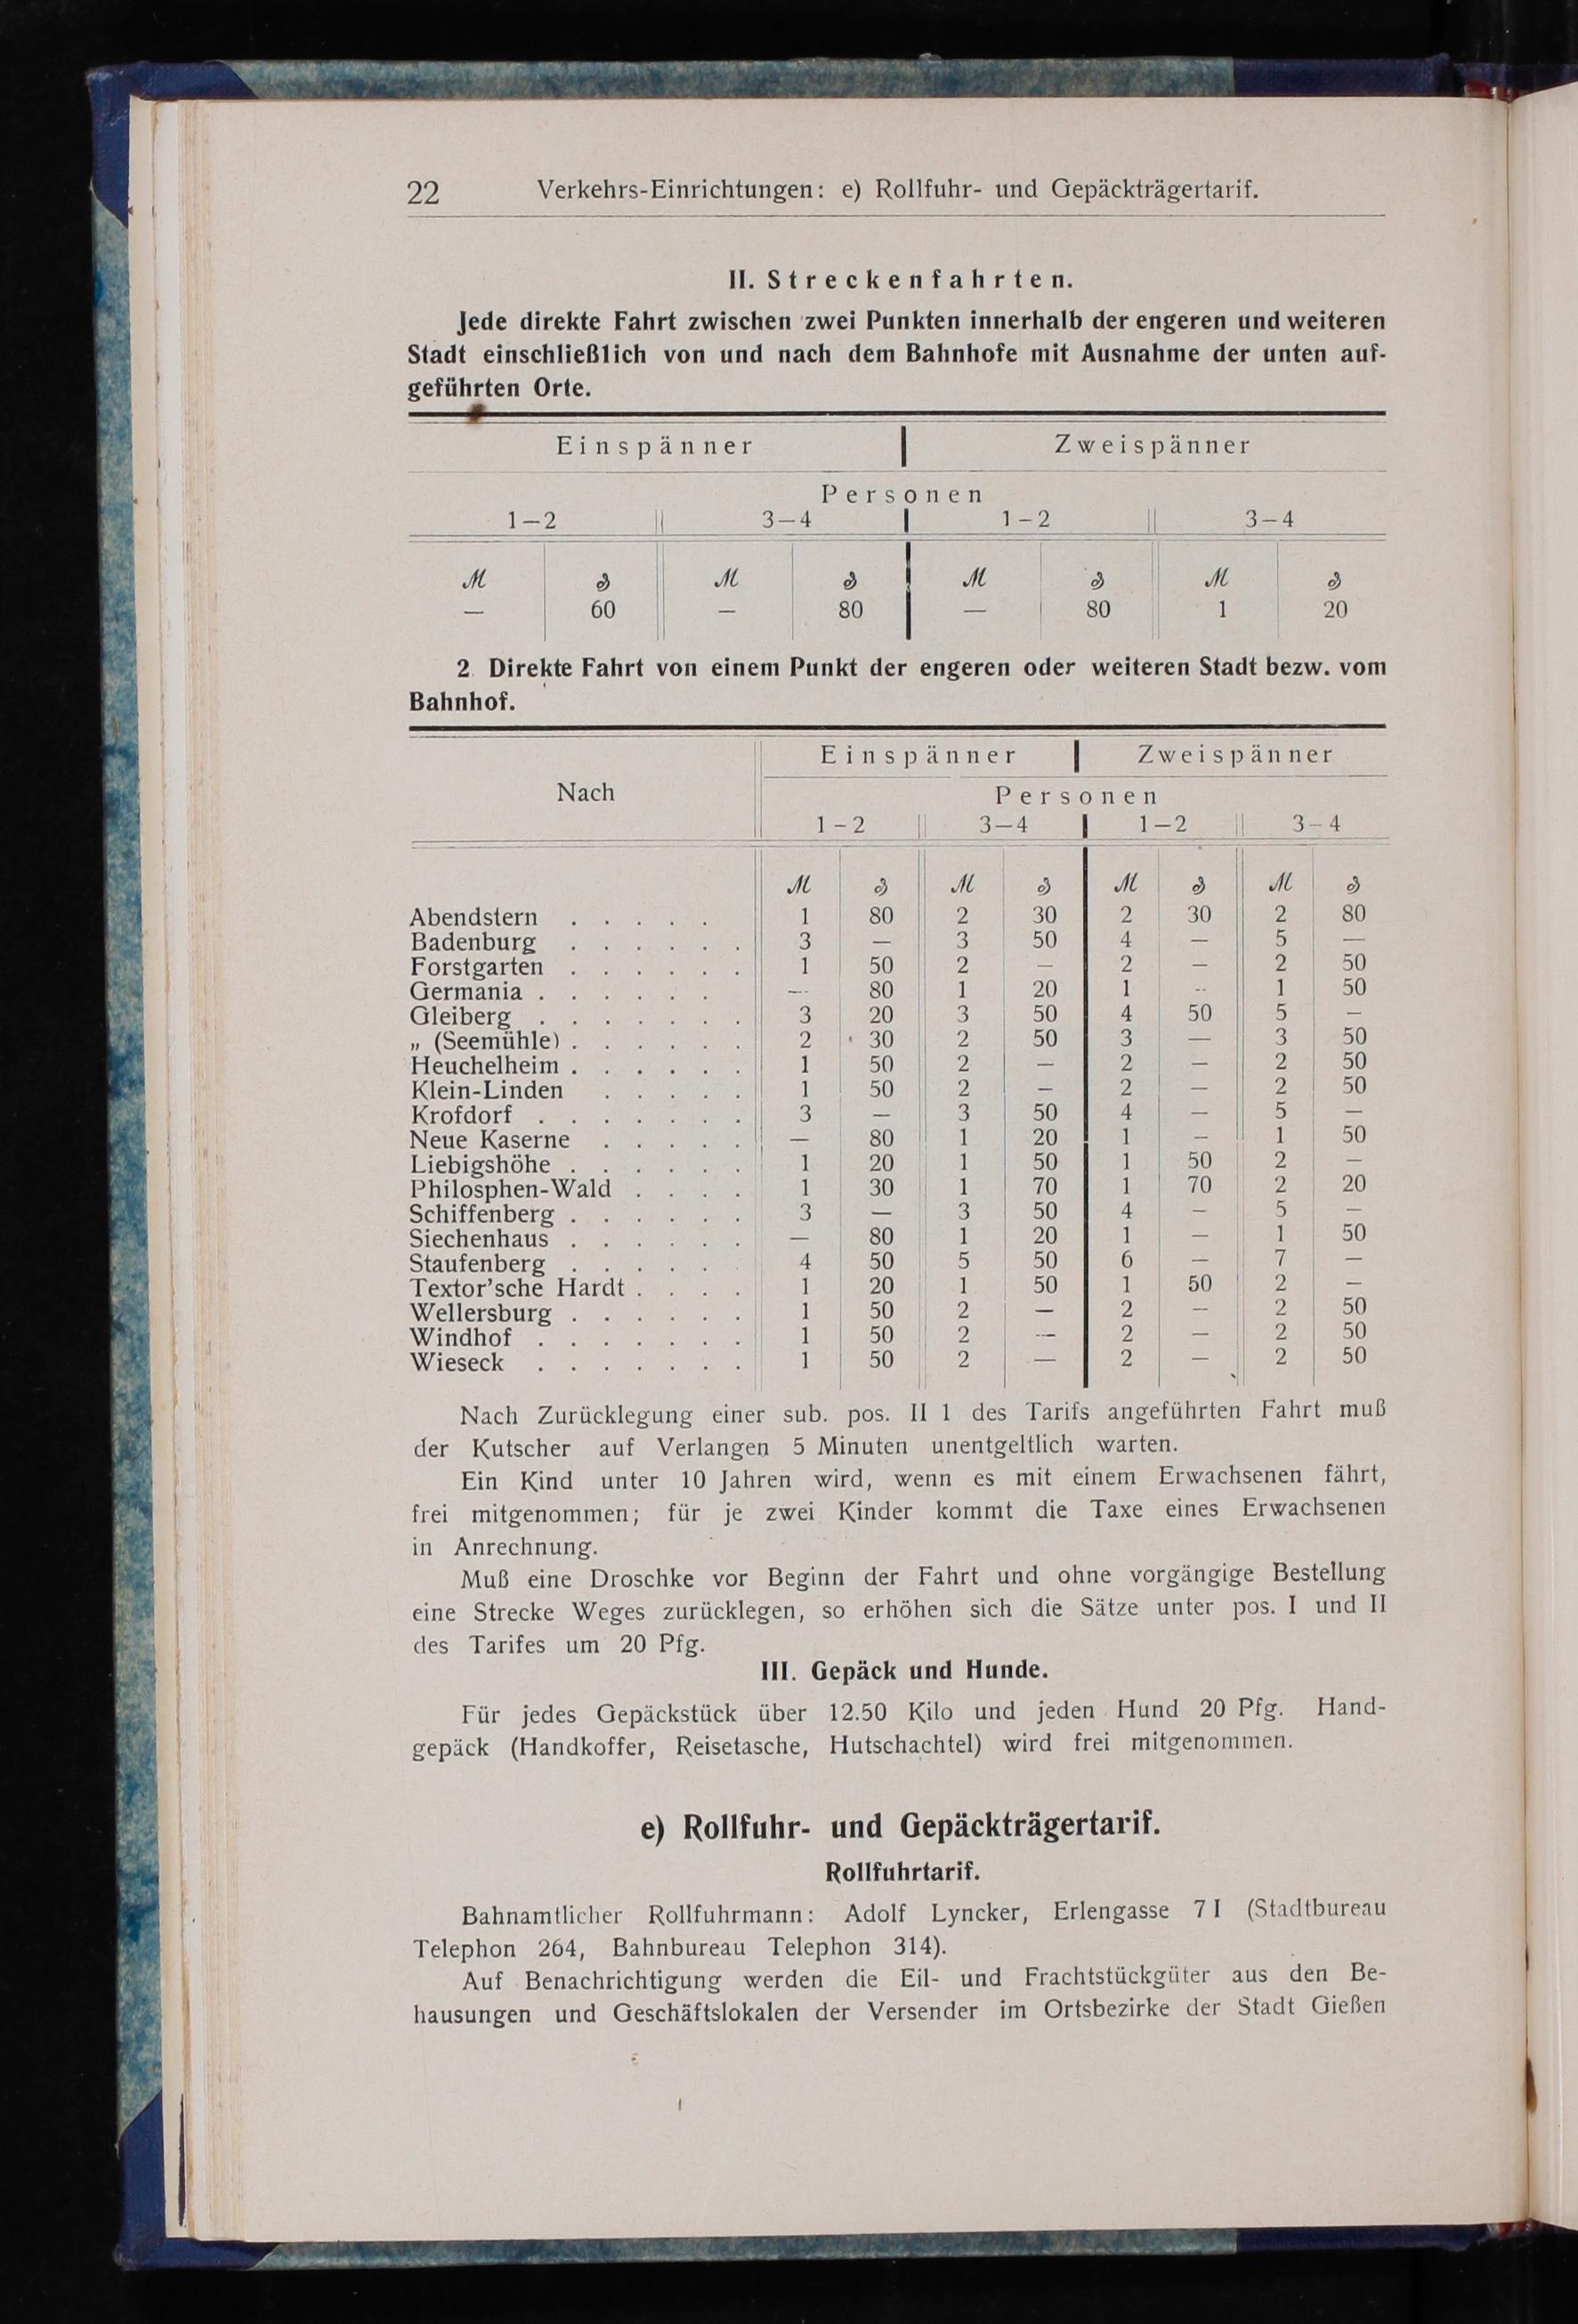 22 Verkehrs-Einrichtungen: e) Rollfuhr- und Gepäckträgertarif.
II. Streckenfahrten.
Jede direkte Fahrt zwischen zwei Punkten innerhalb der engeren und weiteren
Stadt einschließlich von und nach dem Bahnhofe mit Ausnahme der unten auf-
geführten Orte.
Einspänner | Zweispänner
Personen
1—2 3—4 1-2 3—4
ℳ ₰ ℳ ₰ ℳ ₰ ℳ ₰
— 60 — 80 — 80 1 20
2. Direkte Fahrt von einem Punkt der engeren oder weiteren Stadt bezw. vom
Bahnhof.
Einspänner | Zweispänner
Nach
Personen
1-2 3—4 1—2 3-4
ℳ ₰ ℳ ₰ ℳ ₰ ℳ ₰
Abendstern . . . . . 1 80 2 30 2 30 2 80
Badenburg . . . . . . 3 — 3 50 4 — 5 —
Forstgarten . . . . . . 1 50 2 — 2 — 2 50
Germania . . . . . . — 80 1 20 1 — 1 50
Gleiberg . . . . . . . 3 20 3 50 4 50 5 —
„ (Seemühle) . . . . . . 2 30 2 50 3 — 3 50
Heuchelheim . . . . . . 1 50 2 — 2 — 2 50
Klein-Linden . . . . . 1 50 2 — 2 — 2 50
Krofdorf . . . . . . . 3 — 3 50 4 — 5 —
Neue Kaserne . . . . . — 80 1 20 1 — 1 50
Liebigshöhe . . . . . . 1 20 1 50 1 50 2 —
Philosphen-Wald . . . . 1 30 1 70 1 70 2 20
Schiffenberg . . . . . . 3 — 3 50 4 — 5 —
Siechenhaus . . . . . . — 80 1 20 1 — 1 50
Staufenberg . . . . . 4 50 5 50 6 — 7 —
Textor'sche Hardt . . . . 1 20 1 50 1 50 2 —
Wellersburg . . . . . . 1 50 2 — 2 — 2 50
Windhof . . . . . . . 1 50 2 — 2 — 2 50
Wieseck . . . . . . . 1 50 2 — 2 — 2 50
Nach Zurücklegung einer sub. pos. II 1 des Tarifs angeführten Fahrt muß
der Kutscher auf Verlangen 5 Minuten unentgeltlich warten.
Ein Kind unter 10 Jahren wird, wenn es mit einem Erwachsenen fährt,
frei mitgenommen; für je zwei Kinder kommt die Taxe eines Erwachsenen
in Anrechnung.
Muß eine Droschke vor Beginn der Fahrt und ohne vorgängige Bestellung
eine Strecke Weges zurücklegen, so erhöhen sich die Sätze unter pos. I und II
des Tarifes um 20 Pfg.
III. Gepäck und Hunde.
Für jedes Gepäckstück über 12.50 Kilo und jeden Hund 20 Pfg. Hand-
gepäck (Handkoffer, Reisetasche, Hutschachtel) wird frei mitgenommen.
e) Rollfuhr- und Gepäckträgertarif.
Rollfuhrtarif.
Bahnamtlicher Rollfuhrmann: Adolf Lyncker, Erlengasse 7 I (Stadtbureau
Telephon 264, Bahnbureau Telephon 314).
Auf Benachrichtigung werden die Eil- und Frachtstückgüter aus den Be-
hausungen und Geschäftslokalen der Versender im Ortsbezirke der Stadt Gießen